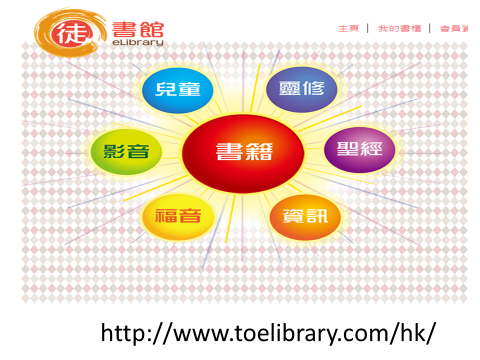 徒 書館
eLibrary
主頁 | 我的書櫃 | 會員
兒童
靈修
影音
書籍
聖經
福音
資訊
http://www.toelibrary.com/hk/